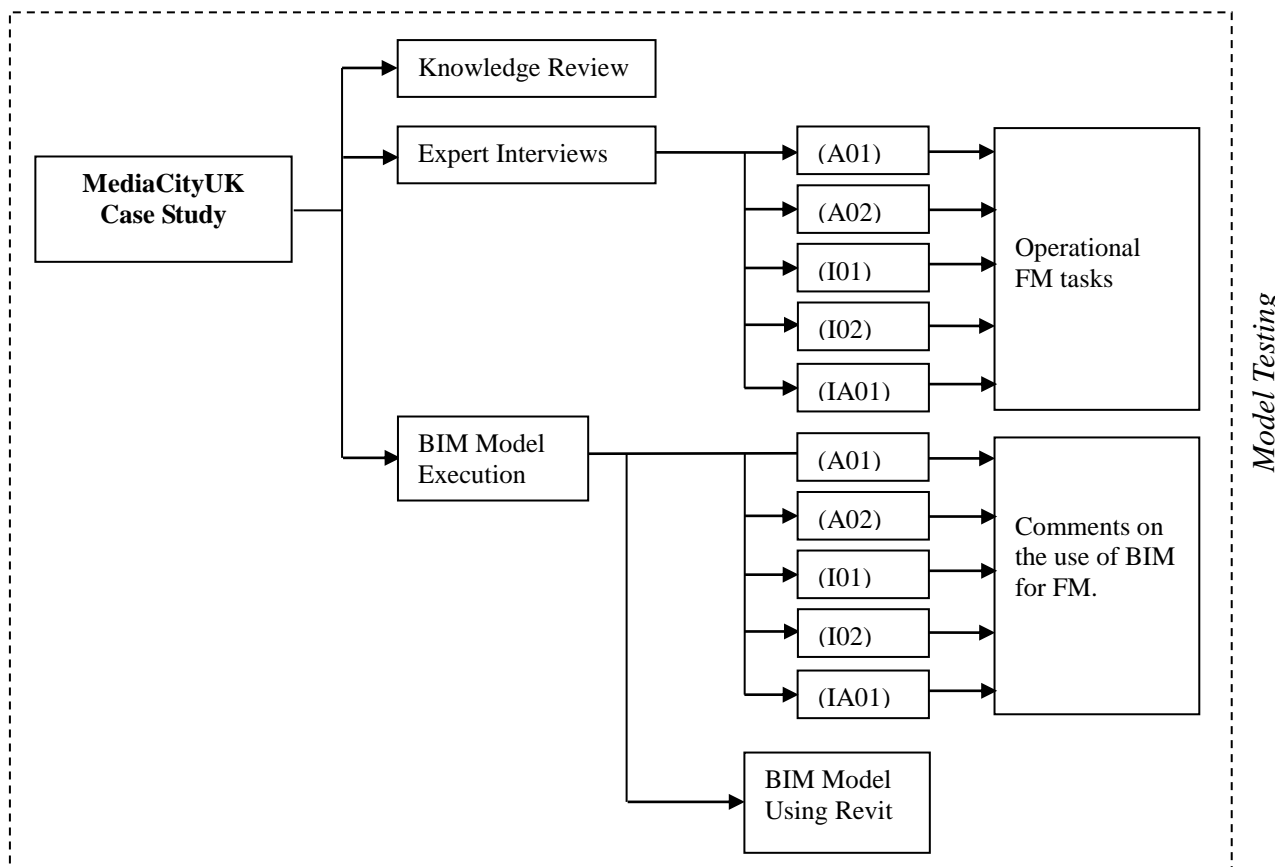 Knowledge Review
Expert Interviews
MediaCityUK
Case Study
(A01)
(A02)
(I01)
(I02)
(IA01)
Operational
FM tasks
BIM Model
Execution
(A01)
(A02)
(I01)
(I02)
(IA01)
Comments on
the use of BIM
for FM.
BIM Model
Using Revit
Model Testing